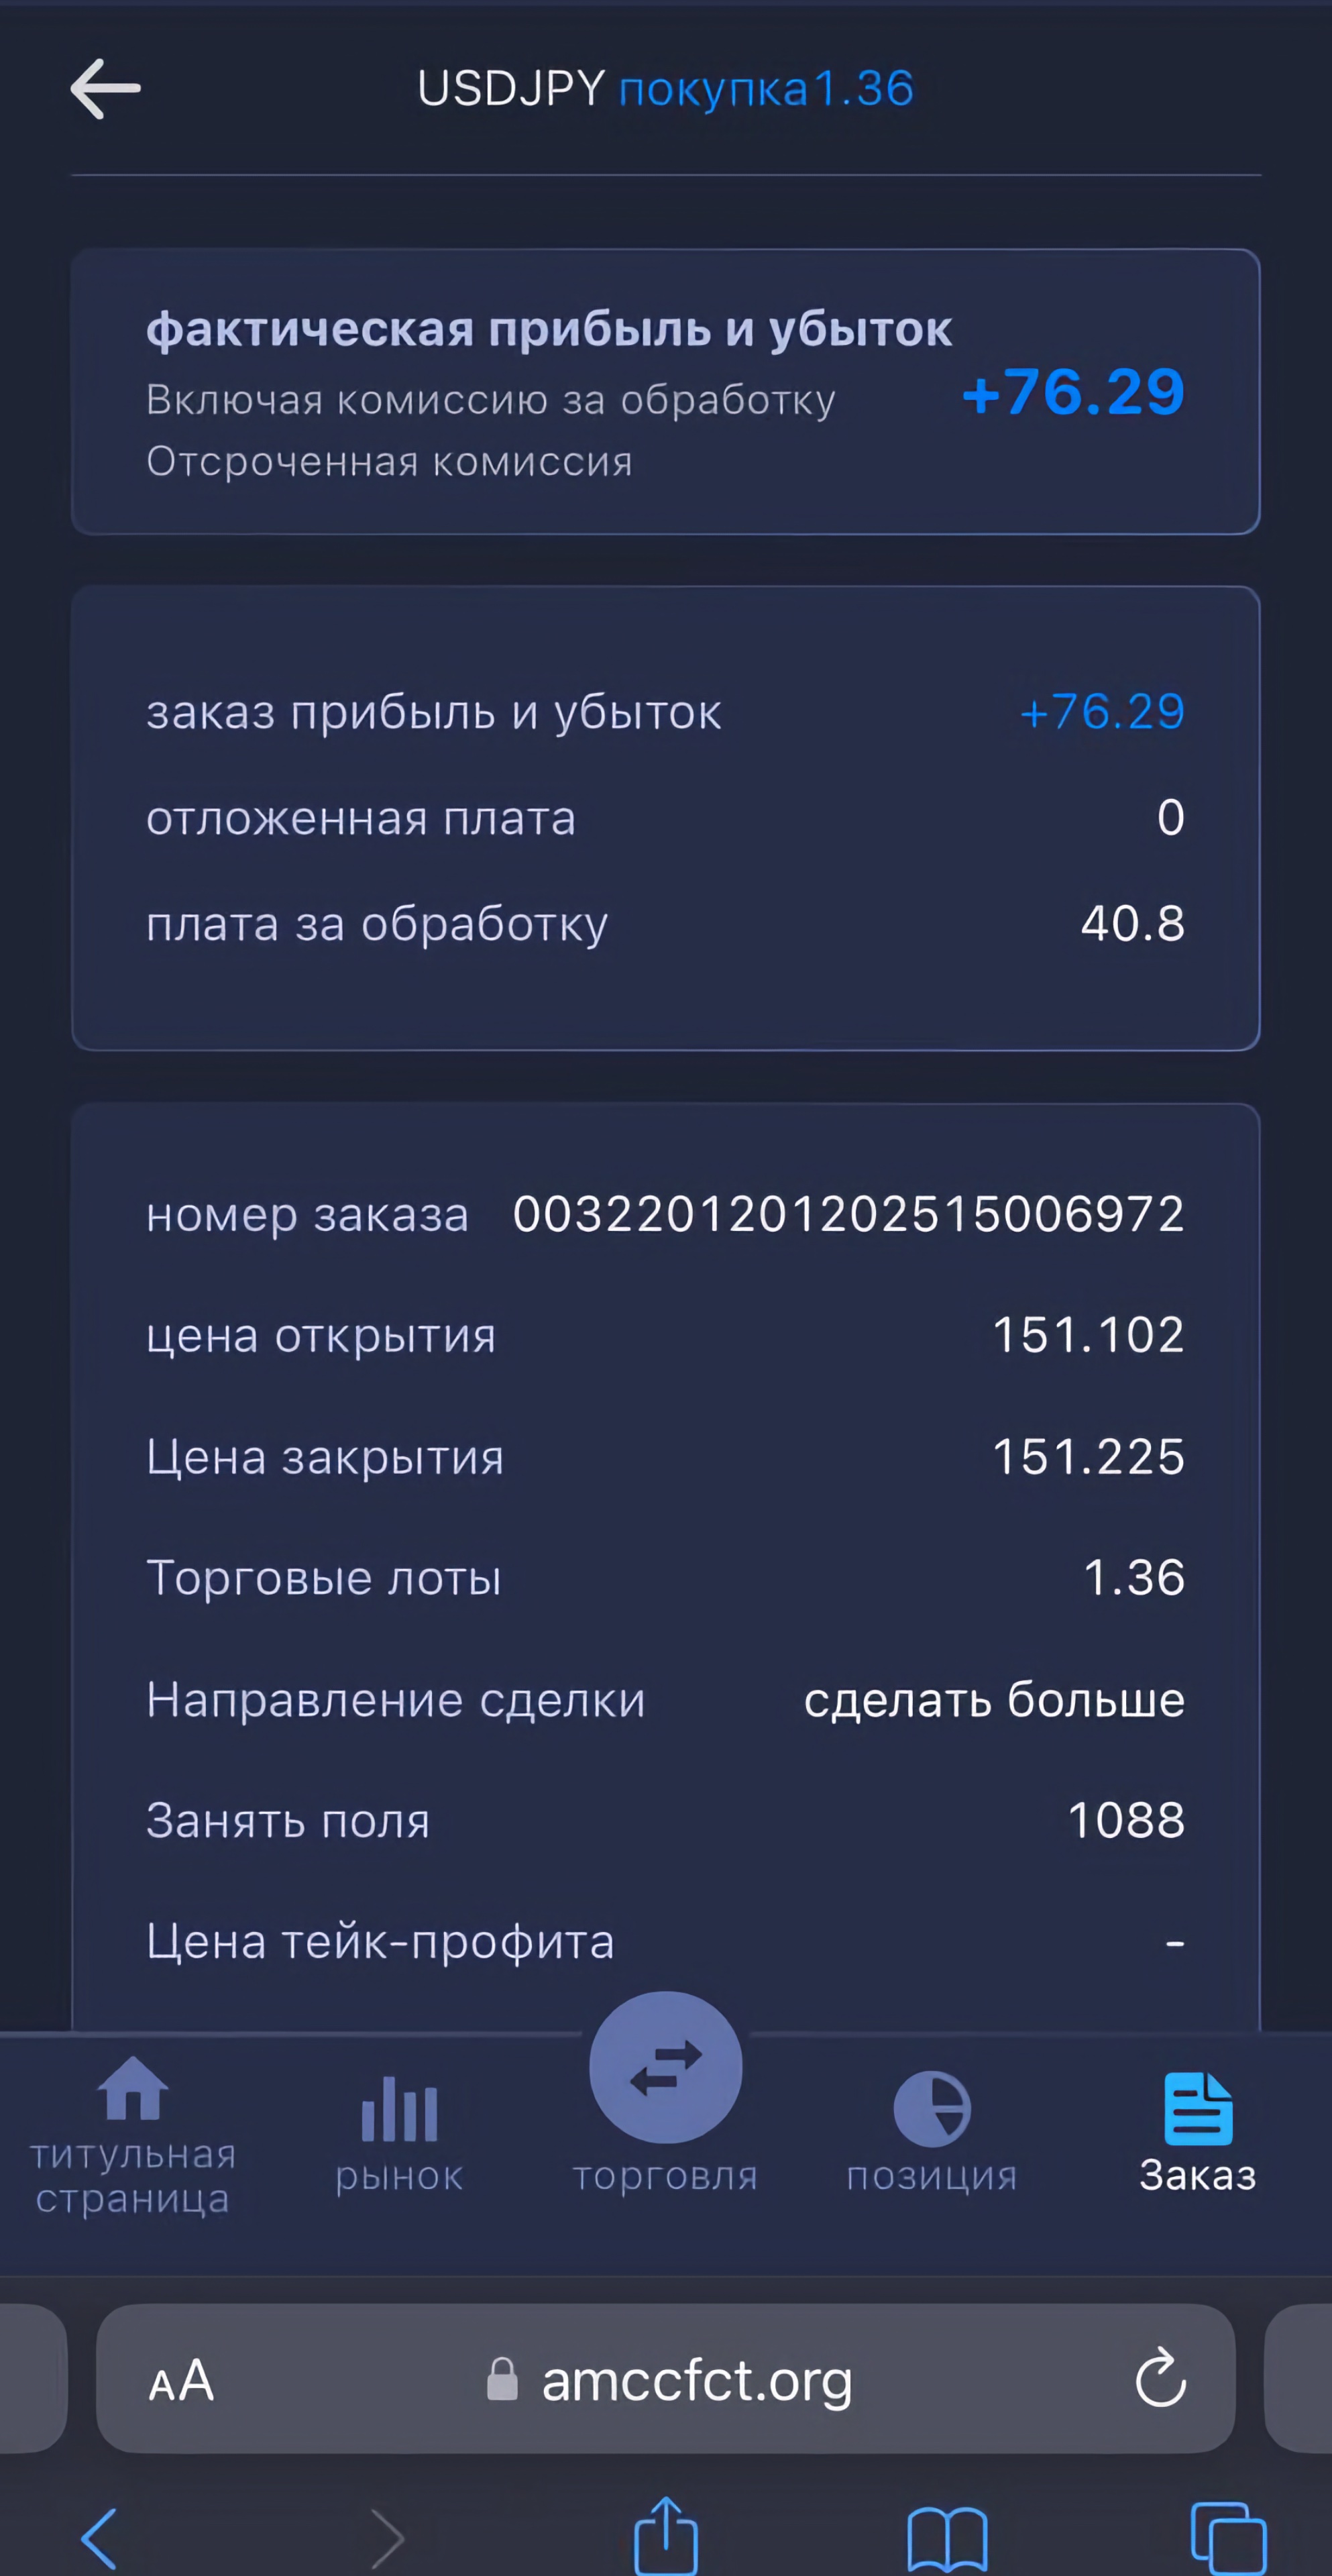 USDJPY покупка1.36
фактическая прибыль и убыток
Включая комиссию за обработку
+76.29
Отсроченная комиссия
заказ прибыль и убыток +76.29
отложенная плата 0
плата за обработку 40.8
номер заказа 0032201201202515006972
цена открытия 151.102
Цена закрытия 151.225
Торговые лоты 1.36
Направление сделки сделать больше
Занять поля 1088
Цена тейк-профита -
титульная
страница
рынок
торговля
позиция
Заказ
AA amccfct.org